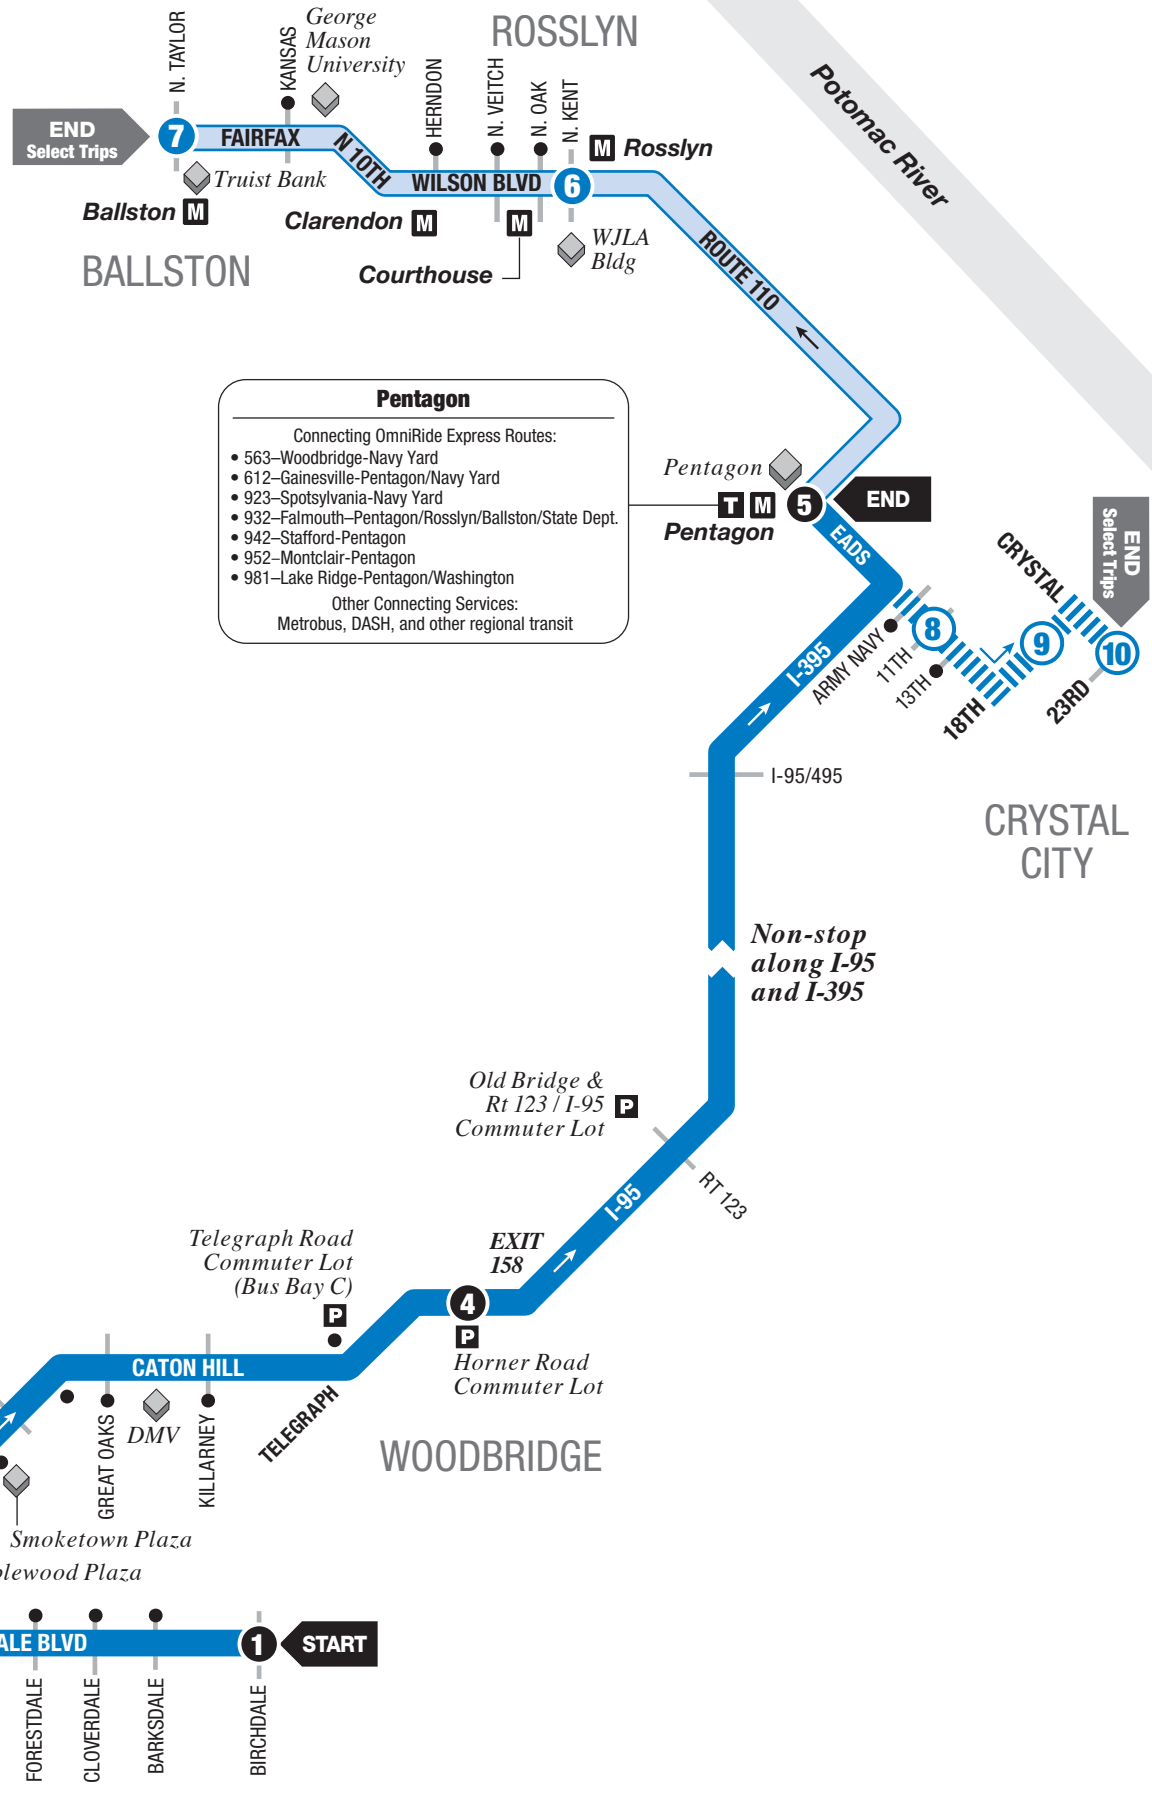 George
Mason
University
ROSSLYN
N. TAYLOR
KANSAS
HERNDON
N. VEITCH
N. OAK
N. KENT
Potomac River
END
Select Trips
7
FAIRFAX
N 10TH
M Rosslyn
Truist Bank
WILSON BLVD
6
Ballston M
Clarendon M
M
Courthouse
WJLA
Bldg
BALLSTON
ROUTE 110
Pentagon
Connecting OmniRide Express Routes:
• 563–Woodbridge-Navy Yard
• 612–Gainesville-Pentagon/Navy Yard
• 923–Spotsylvania-Navy Yard
• 932–Falmouth–Pentagon/Rosslyn/Ballston/State Dept.
• 942–Stafford-Pentagon
• 952–Montclair-Pentagon
• 981–Lake Ridge-Pentagon/Washington
Other Connecting Services:
Metrobus, DASH, and other regional transit
Pentagon
T M
Pentagon
5
END
EADS
END
Select Trips
CRYSTAL
8
9
10
ARMY NAVY
11TH
13TH
18TH
23RD
I-395
I-95/495
CRYSTAL
CITY
Non-stop
along I-95
and I-395
Old Bridge &
Rt 123 / I-95
Commuter Lot
P
RT 123
I-95
Telegraph Road
Commuter Lot
(Bus Bay C)
P
EXIT
158
4
P
Horner Road
Commuter Lot
CATON HILL
GREAT OAKS
DMV
KILLARNEY
TELEGRAPH
WOODBRIDGE
Smoketown Plaza
plewood Plaza
ALE BLVD
1
START
FORESTDALE
CLOVERDALE
BARKSDALE
BIRCHDALE